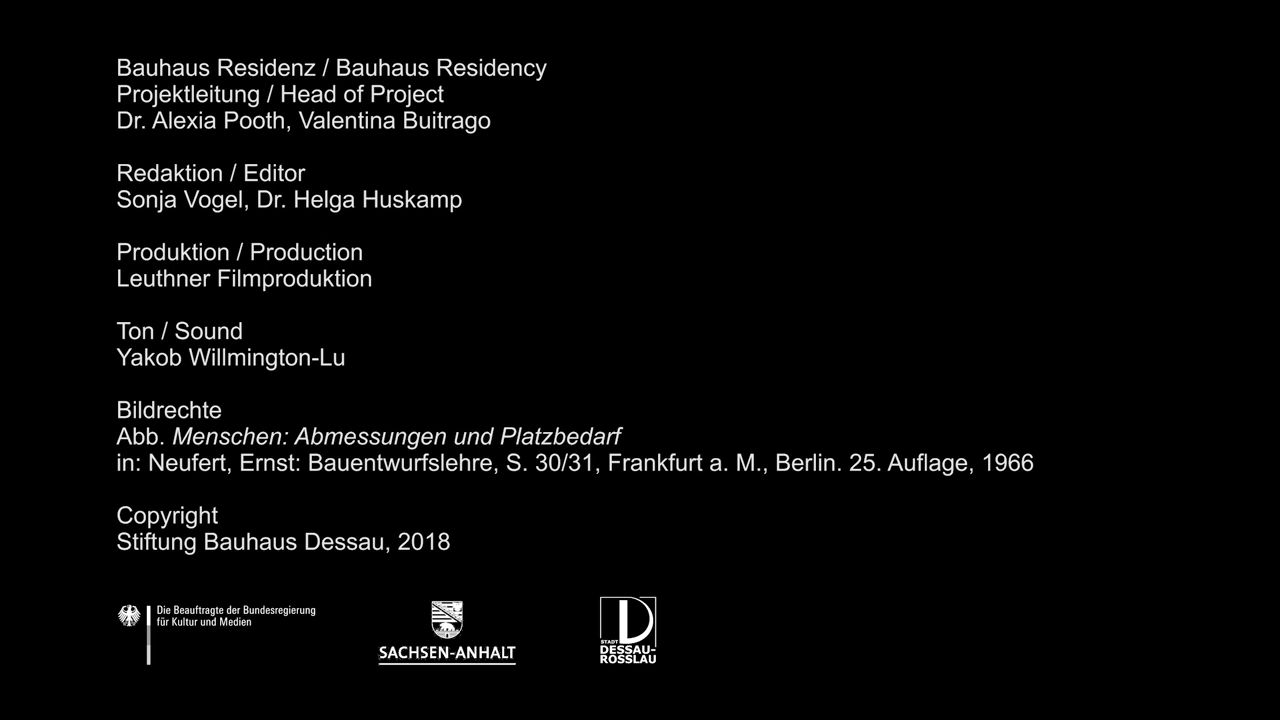 Bauhaus Residenz / Bauhaus Residency
Projektleitung / Head of Project
Dr. Alexia Pooth, Valentina Buitrago
Redaktion / Editor
Sonja Vogel, Dr. Helga Huskamp
Produktion / Production
Leuthner Filmproduktion
Ton / Sound
Yakob Willmington-Lu
Bildrechte
Abb. Menschen: Abmessungen und Platzbedarf
in: Neufert, Ernst: Bauentwurfslehre, S. 30/31, Frankfurt a. M., Berlin. 25. Auflage, 1966
Copyright
Stiftung Bauhaus Dessau, 2018
Die Beauftragte der Bundesregierung
für Kultur und Medien
SACHSEN-ANHALT
D
STADT
DESSAU-
ROSSLAU